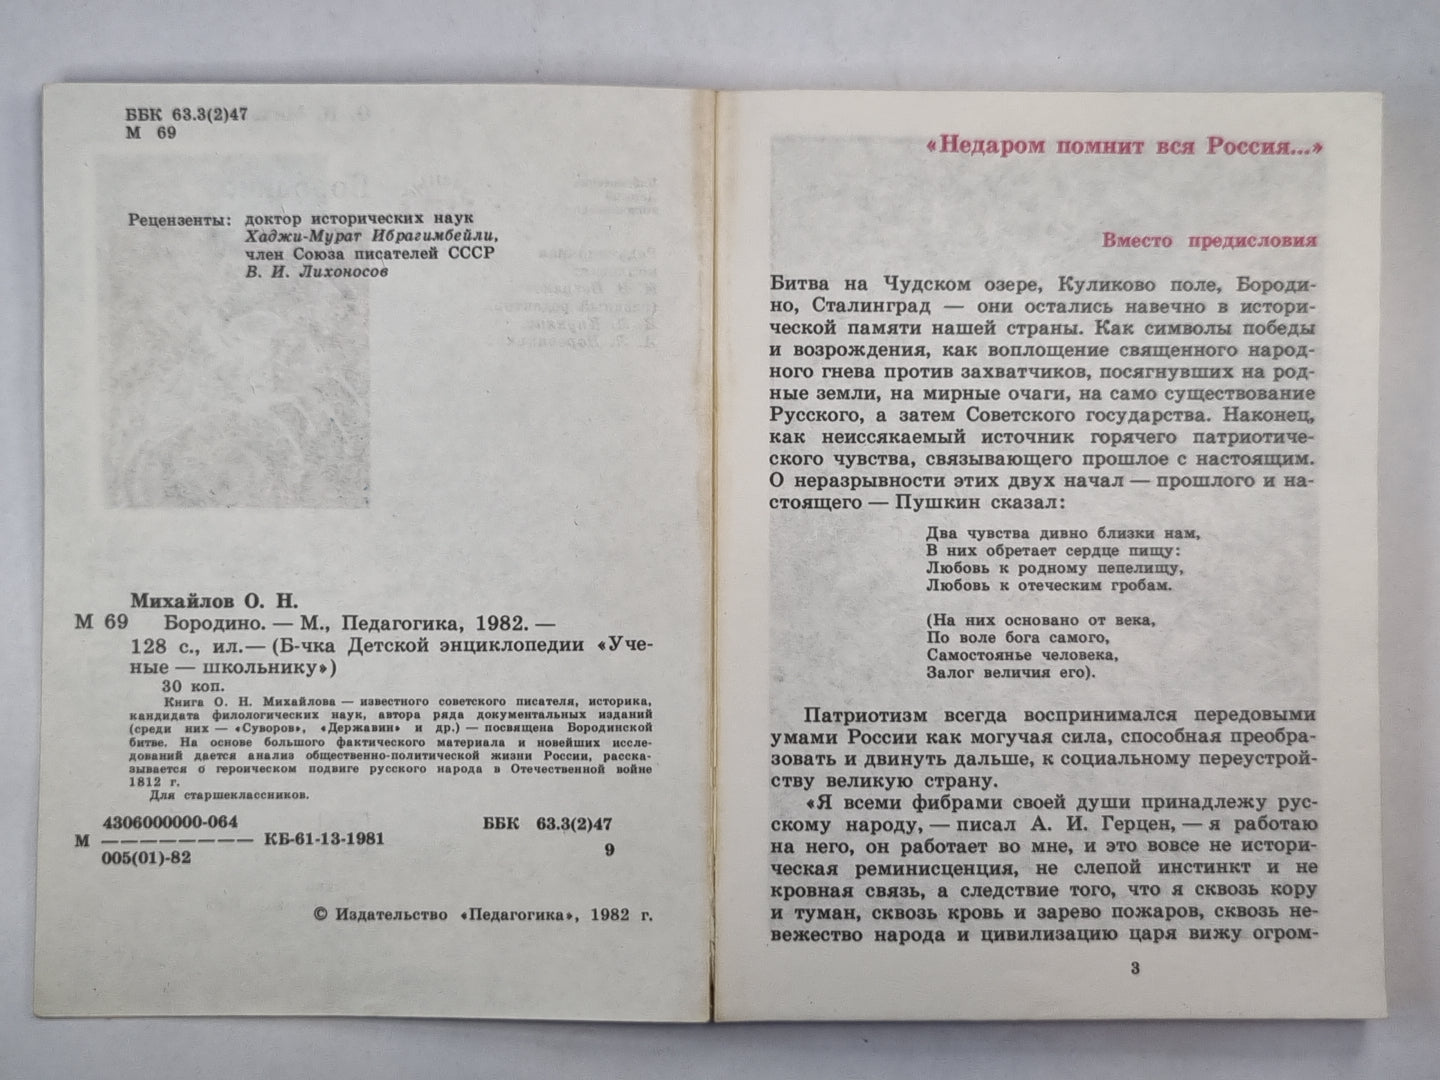 ББК 63.3(2)47
М 69
Рецензенты: доктор исторических наук
Хаджи-Мурат Ибрагимбейли,
член Союза писателей СССР
В. И. Лихоносов
Михайлов О. Н.
М 69 Бородино. — М., Педагогика, 1982. —
128 с., ил.— (Б-чка Детской энциклопедии «Уче-
ные — школьнику»)
30 коп.
Книга О. Н. Михайлова — известного советского писателя, историка,
кандидата филологических наук, автора ряда документальных изданий
(среди них — «Суворов», «Державин» и др.) — посвящена Бородинской
битве. На основе большого фактического материала и новейших иссле-
дований дается анализ общественно-политической жизни России, расска-
зывается о героическом подвиге русского народа в Отечественной войне
1812 г.
Для старшеклассников.
4306000000-064
М ———————— КБ-61-13-1981
005(01)-82
ББК 63.3(2)47
9
© Издательство «Педагогика», 1982 г.
«Недаром помнит вся Россия...»
Вместо предисловия
Битва на Чудском озере, Куликово поле, Бороди-
но, Сталинград — они остались навечно в истори-
ческой памяти нашей страны. Как символы победы
и возрождения, как воплощение священного народ-
ного гнева против захватчиков, посягнувших на род-
ные земли, на мирные очаги, на само существование
Русского, а затем Советского государства. Наконец,
как неиссякаемый источник горячего патриотиче-
ского чувства, связывающего прошлое с настоящим.
О неразрывности этих двух начал — прошлого и на-
стоящего — Пушкин сказал:
Два чувства дивно близки нам,
В них обретает сердце пищу:
Любовь к родному пепелищу,
Любовь к отеческим гробам.
(На них основано от века,
По воле бога самого,
Самостоянье человека,
Залог величия его).
Патриотизм всегда воспринимался передовыми
умами России как могучая сила, способная преобра-
зовать и двинуть дальше, к социальному переустрой-
ству великую страну.
«Я всеми фибрами своей души принадлежу рус-
скому народу, — писал А. И. Герцен, — я работаю
на него, он работает во мне, и это вовсе не истори-
ческая реминисценция, не слепой инстинкт и не
кровная связь, а следствие того, что я сквозь кору
и туман, сквозь кровь и зарево пожаров, сквозь не-
вежество народа и цивилизацию царя вижу огром-
3